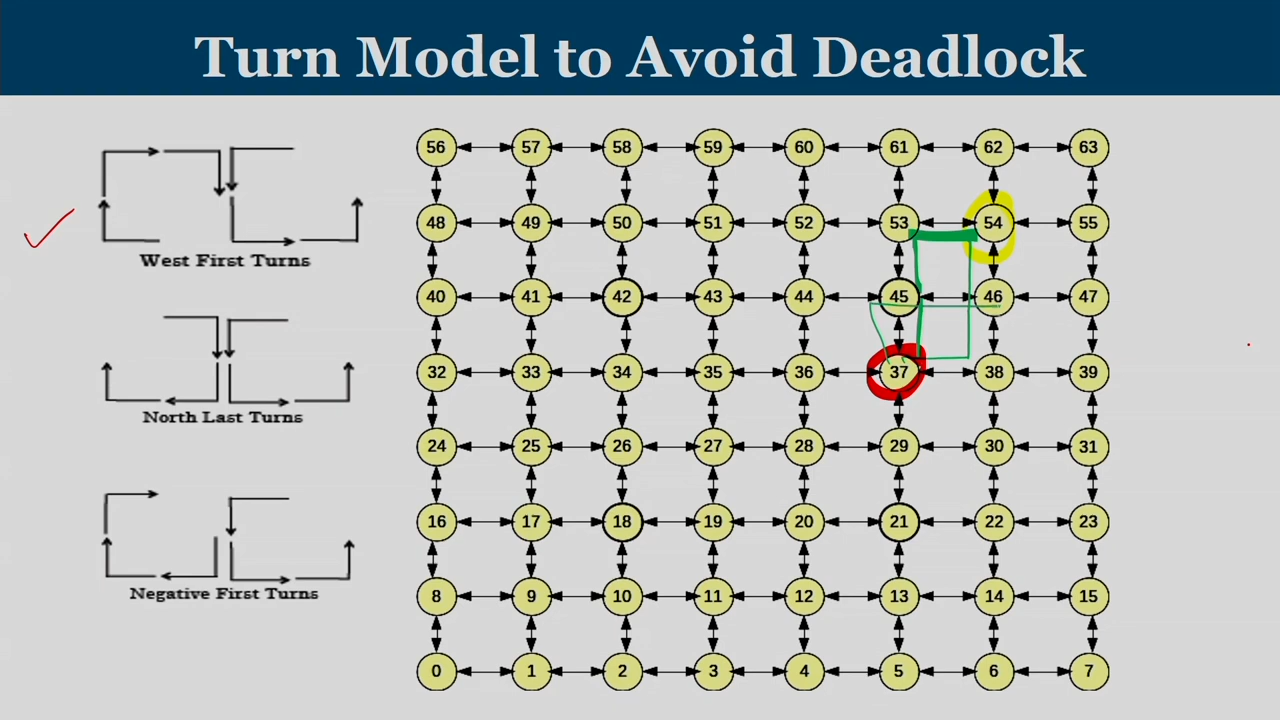 Turn Model to Avoid Deadlock
West First Turns
North Last Turns
Negative First Turns
56 57 58 59 60 61 62 63
48 49 50 51 52 53 54 55
40 41 42 43 44 45 46 47
32 33 34 35 36 37 38 39
24 25 26 27 28 29 30 31
16 17 18 19 20 21 22 23
8 9 10 11 12 13 14 15
0 1 2 3 4 5 6 7